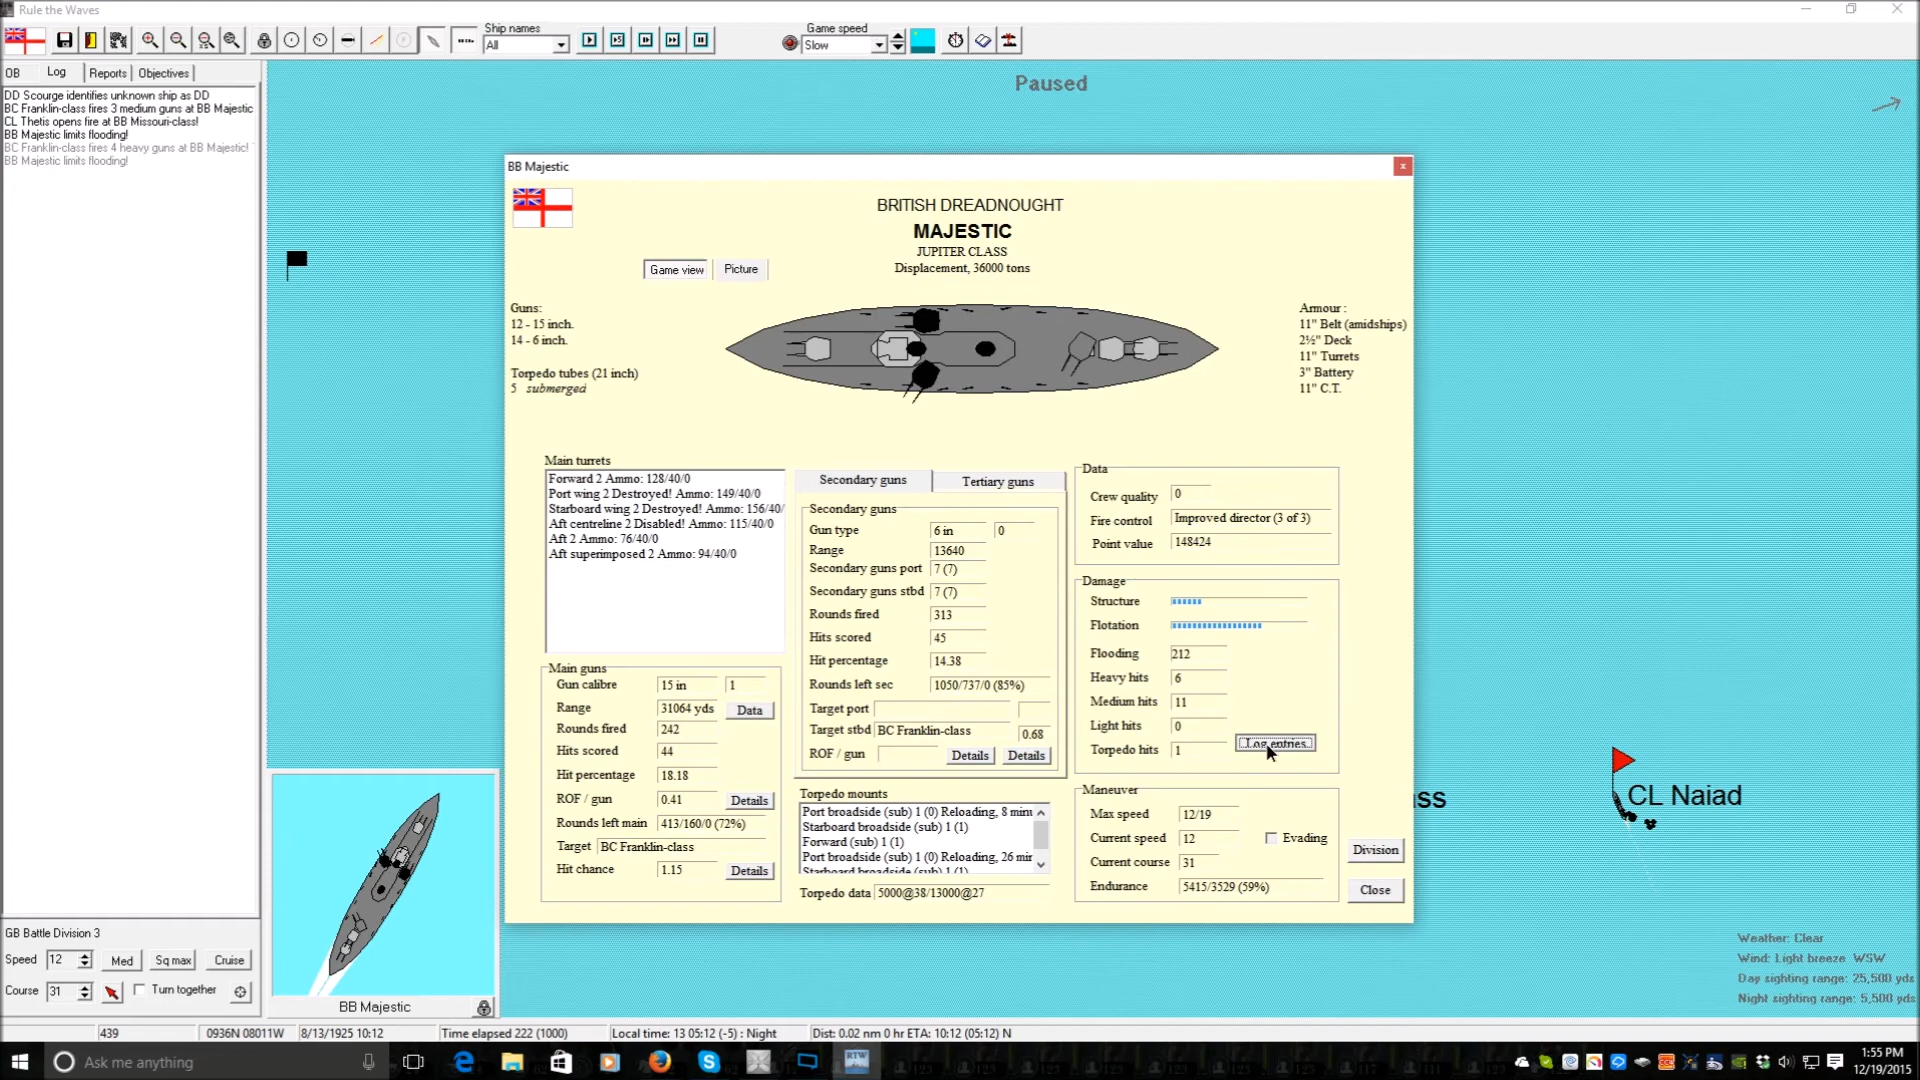 Rule the Waves
Ship names
All
Game speed
Slow
OB
Log
Reports
Objectives
DD Scourge identifies unknown ship as DD
BC Franklin-class fires 3 medium guns at BB Majestic
CL Thetis opens fire at BB Missouri-class!
BB Majestic limits flooding!
BC Franklin-class fires 4 heavy guns at BB Majestic!
BB Majestic limits flooding!
Paused
BB Majestic
BRITISH DREADNOUGHT
MAJESTIC
JUPITER CLASS
Displacement, 36000 tons
Game view
Picture
Guns:
12 - 15 inch.
14 - 6 inch.
Torpedo tubes (21 inch)
5 submerged
Armour :
11" Belt (amidships)
2½" Deck
11" Turrets
3" Battery
11" C.T.
Main turrets
Forward 2 Ammo: 128/40/0
Port wing 2 Destroyed! Ammo: 149/40/0
Starboard wing 2 Destroyed! Ammo: 156/40/
Aft centreline 2 Disabled! Ammo: 115/40/0
Aft 2 Ammo: 76/40/0
Aft superimposed 2 Ammo: 94/40/0
Main guns
Gun calibre 15 in 1
Range 31064 yds Data
Rounds fired 242
Hits scored 44
Hit percentage 18.18
ROF / gun 0.41 Details
Rounds left main 413/160/0 (72%)
Target BC Franklin-class
Hit chance 1.15 Details
Secondary guns
Tertiary guns
Secondary guns
Gun type 6 in 0
Range 13640
Secondary guns port 7 (7)
Secondary guns stbd 7 (7)
Rounds fired 313
Hits scored 45
Hit percentage 14.38
Rounds left sec 1050/737/0 (85%)
Target port
Target stbd BC Franklin-class 0.68
ROF / gun Details Details
Torpedo mounts
Port broadside (sub) 1 (0) Reloading, 8 minu
Starboard broadside (sub) 1 (1)
Forward (sub) 1 (1)
Port broadside (sub) 1 (0) Reloading, 26 min
Starboard broadside (sub) 1 (1)
Torpedo data 5000@38/13000@27
Data
Crew quality 0
Fire control Improved director (3 of 3)
Point value 148424
Damage
Structure
Flotation
Flooding 212
Heavy hits 6
Medium hits 11
Light hits 0
Torpedo hits 1
Log entries
Maneuver
Max speed 12/19
Current speed 12 Evading
Current course 31
Endurance 5415/3529 (59%)
Division
Close
ass
CL Naiad
Weather: Clear
Wind: Light breeze WSW
Day sighting range: 25,500 yds
Night sighting range: 5,500 yds
GB Battle Division 3
Speed 12 Med Sq max Cruise
Course 31 Turn together
BB Majestic
439 0936N 08011W 8/13/1925 10:12 Time elapsed 222 (1000) Local time: 13 05:12 (-5) : Night Dist: 0.02 nm 0 hr ETA: 10:12 (05:12) N
Ask me anything
RTW
1:55 PM
12/19/2015